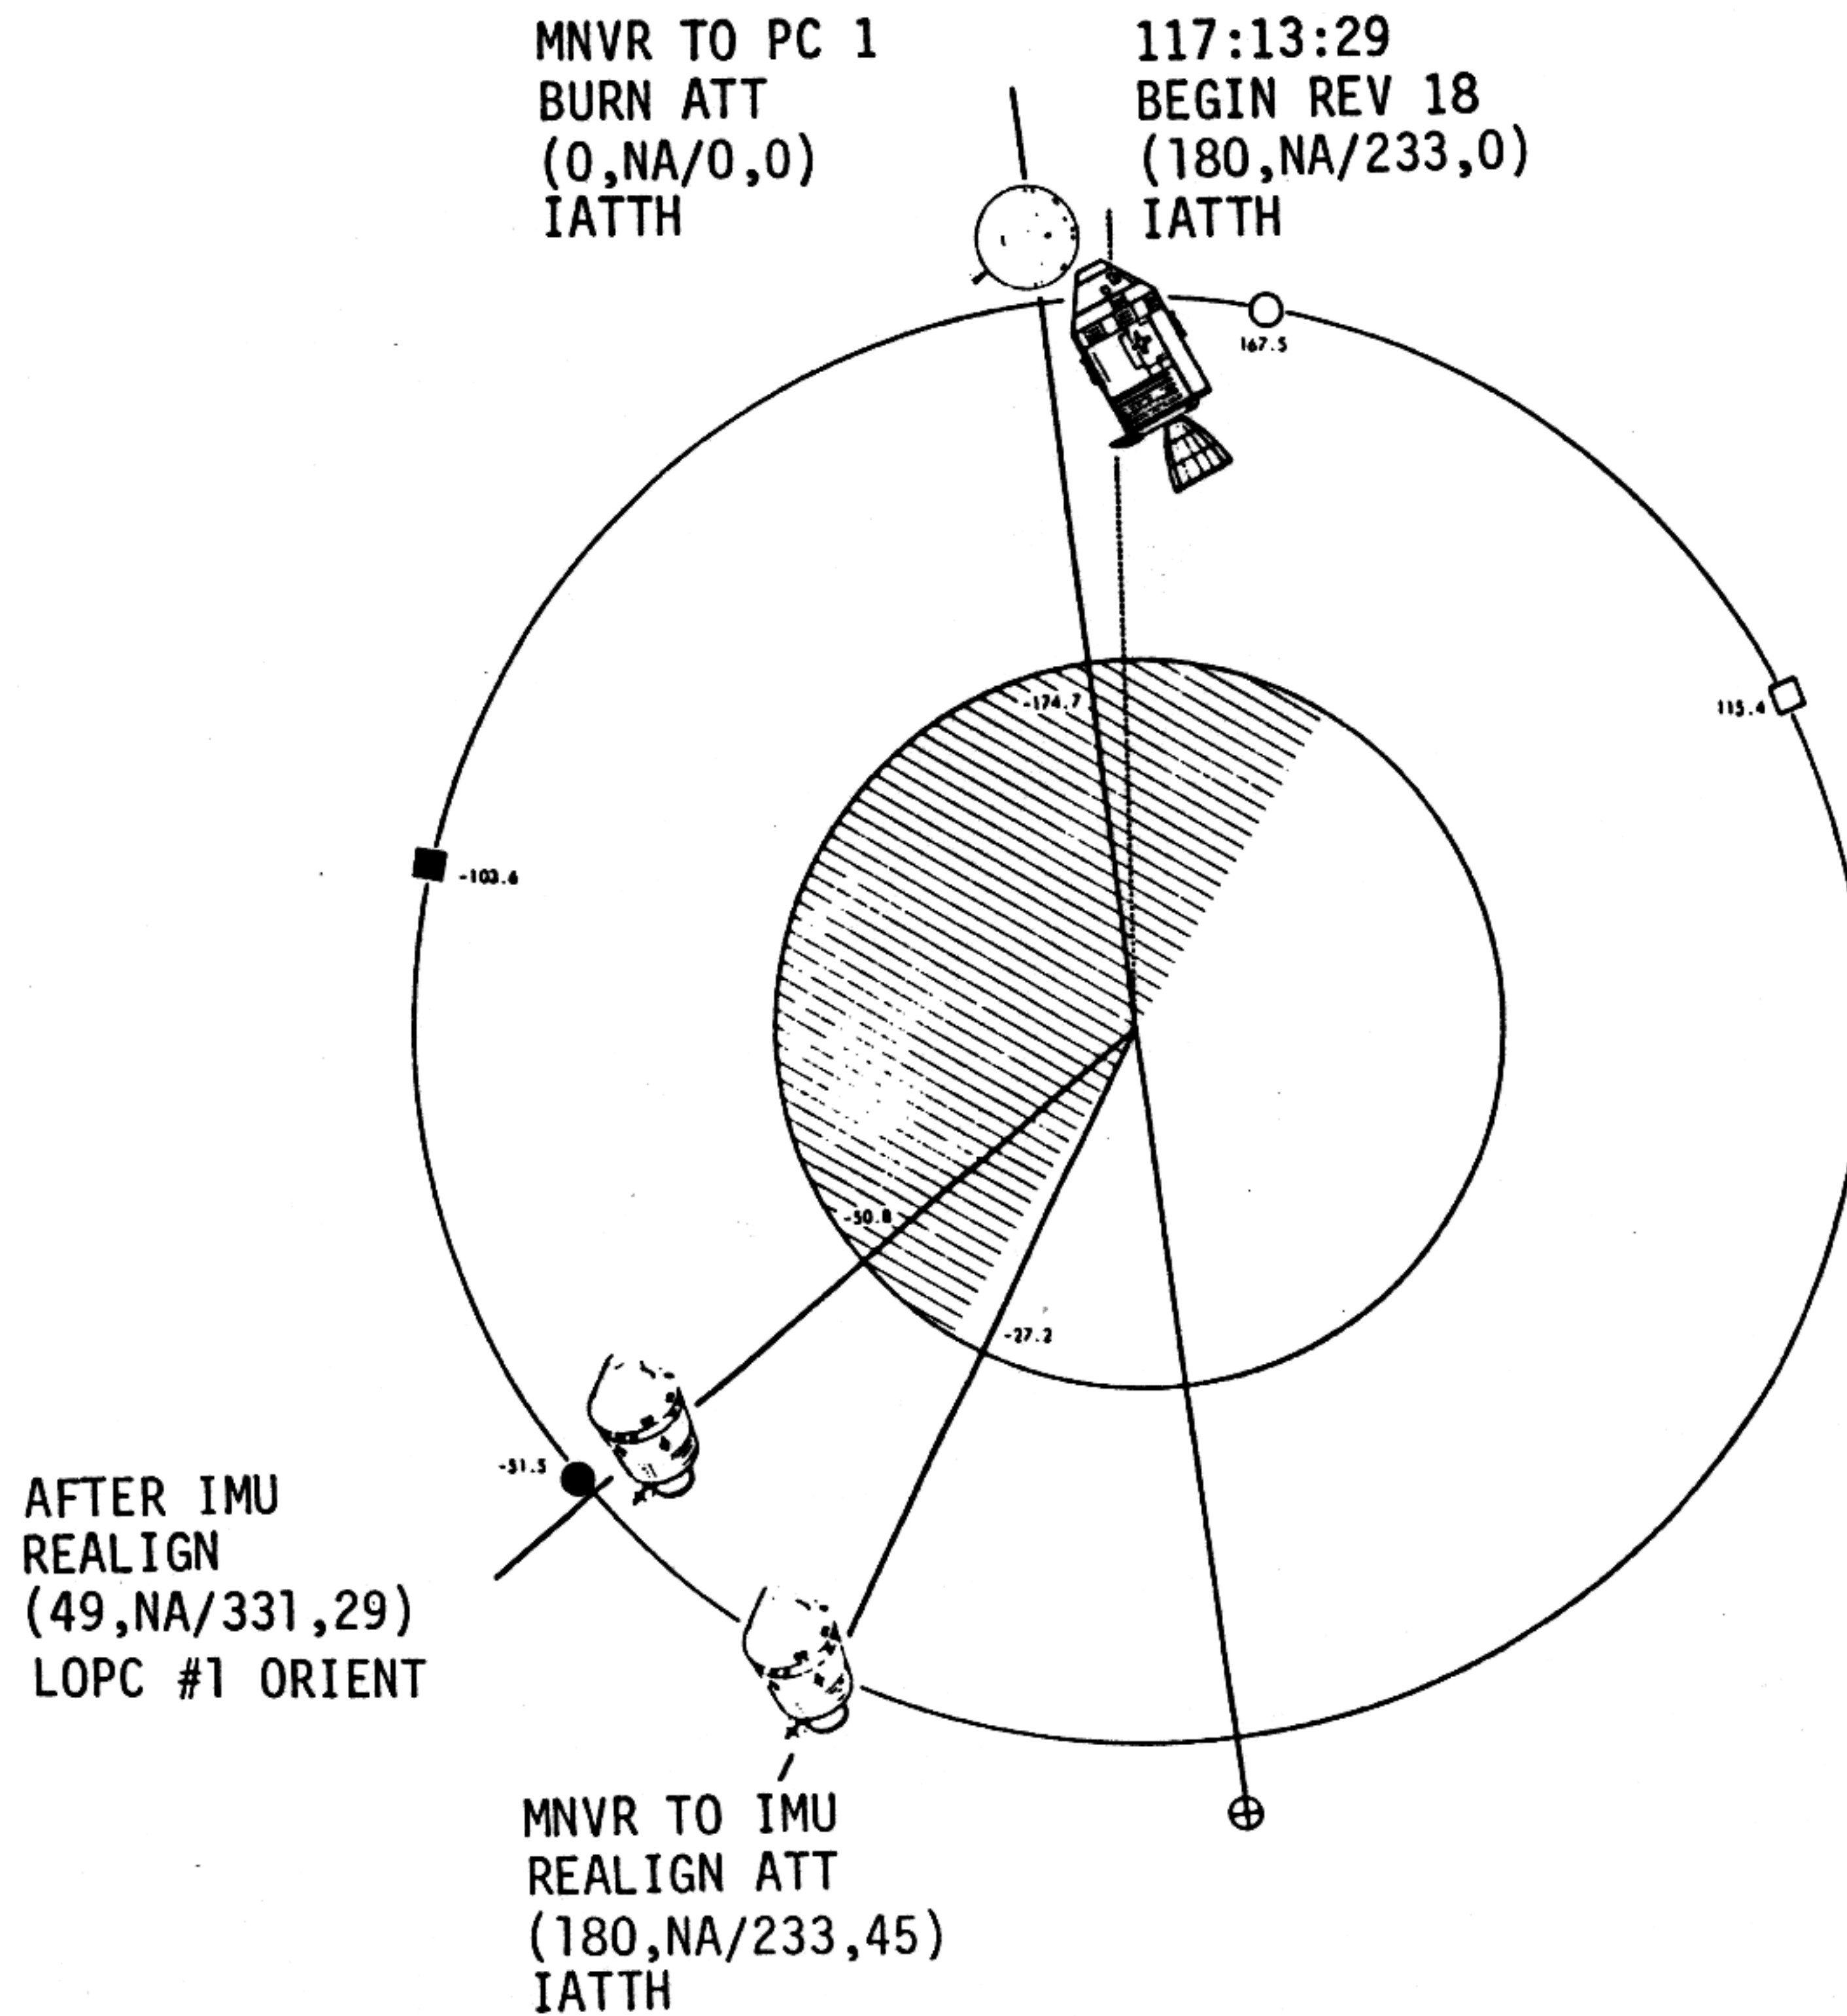 MNVR TO PC 1
BURN ATT
(0,NA/0,0)
IATTH
117:13:29
BEGIN REV 18
(180,NA/233,0)
IATTH
167.5
-174.7
115.4
-103.6
-50.8
-27.2
-51.5
AFTER IMU
REALIGN
(49,NA/331,29)
LOPC #1 ORIENT
MNVR TO IMU
REALIGN ATT
(180,NA/233,45)
IATTH